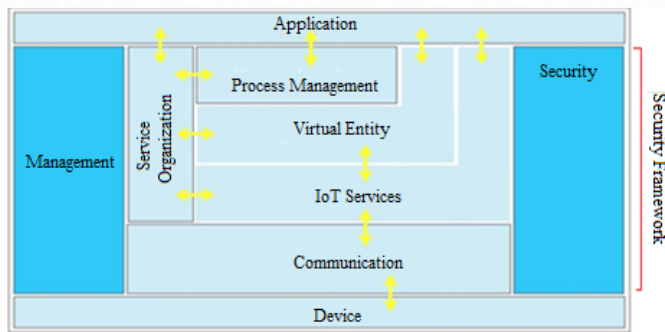 Application
Management
Service
Organization
Process Management
Virtual Entity
IoT Services
Communication
Device
Security
Security Framework